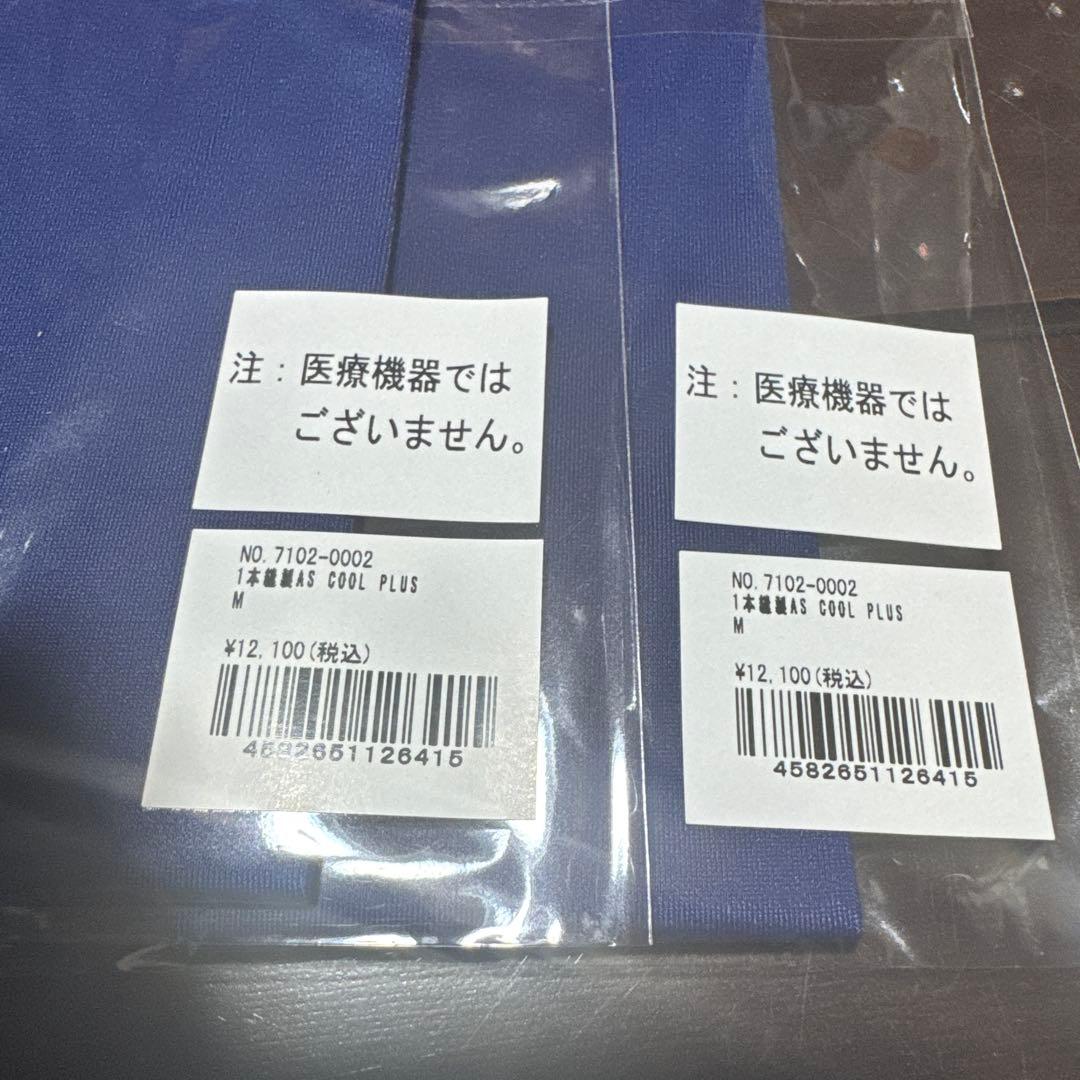 注：医療機器では
ございません。
NO.7102-0002
1本縫製AS COOL PLUS
M
¥12,100(税込)
4582651126415
注：医療機器では
ございません。
NO.7102-0002
1本縫製AS COOL PLUS
M
¥12,100(税込)
4582651126415